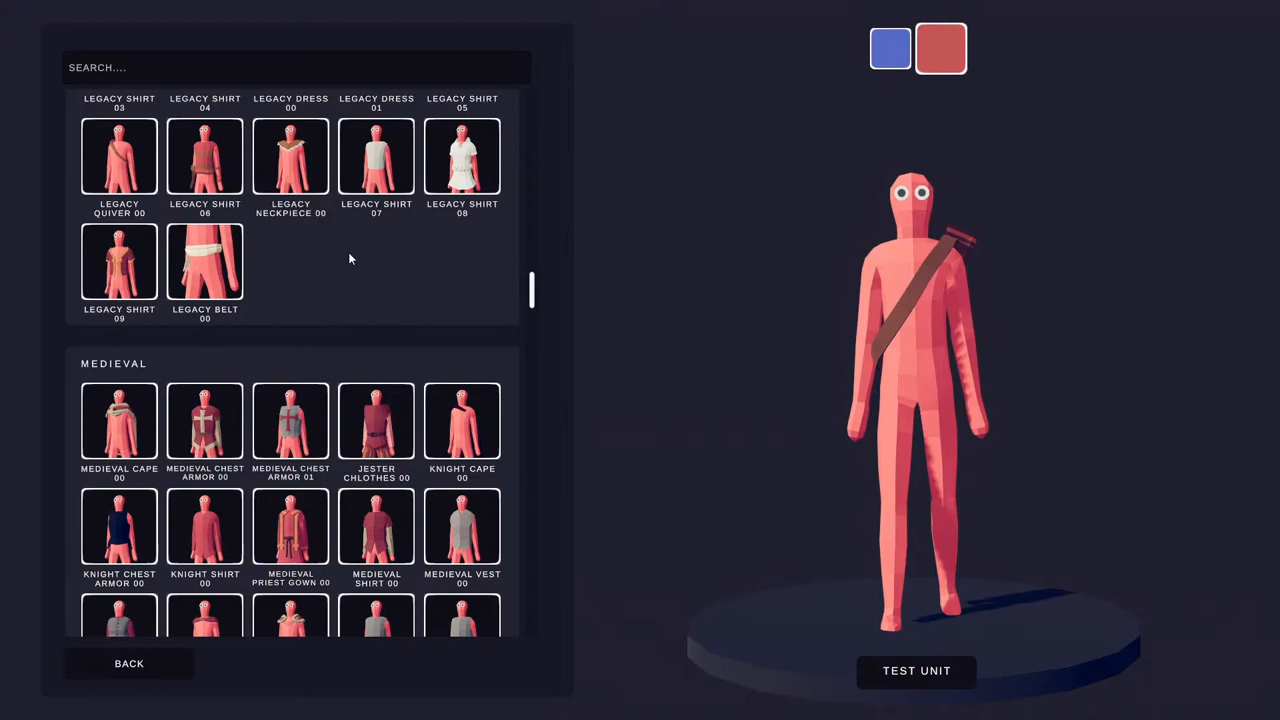 SEARCH....
LEGACY SHIRT 03
LEGACY SHIRT 04
LEGACY DRESS 00
LEGACY DRESS 01
LEGACY SHIRT 05
LEGACY QUIVER 00
LEGACY SHIRT 06
LEGACY NECKPIECE 00
LEGACY SHIRT 07
LEGACY SHIRT 08
LEGACY SHIRT 09
LEGACY BELT 00
MEDIEVAL
MEDIEVAL CAPE 00
MEDIEVAL CHEST ARMOR 00
MEDIEVAL CHEST ARMOR 01
JESTER CHLOTHES 00
KNIGHT CAPE 00
KNIGHT CHEST ARMOR 00
KNIGHT SHIRT 00
MEDIEVAL PRIEST GOWN 00
MEDIEVAL SHIRT 00
MEDIEVAL VEST 00
BACK
TEST UNIT